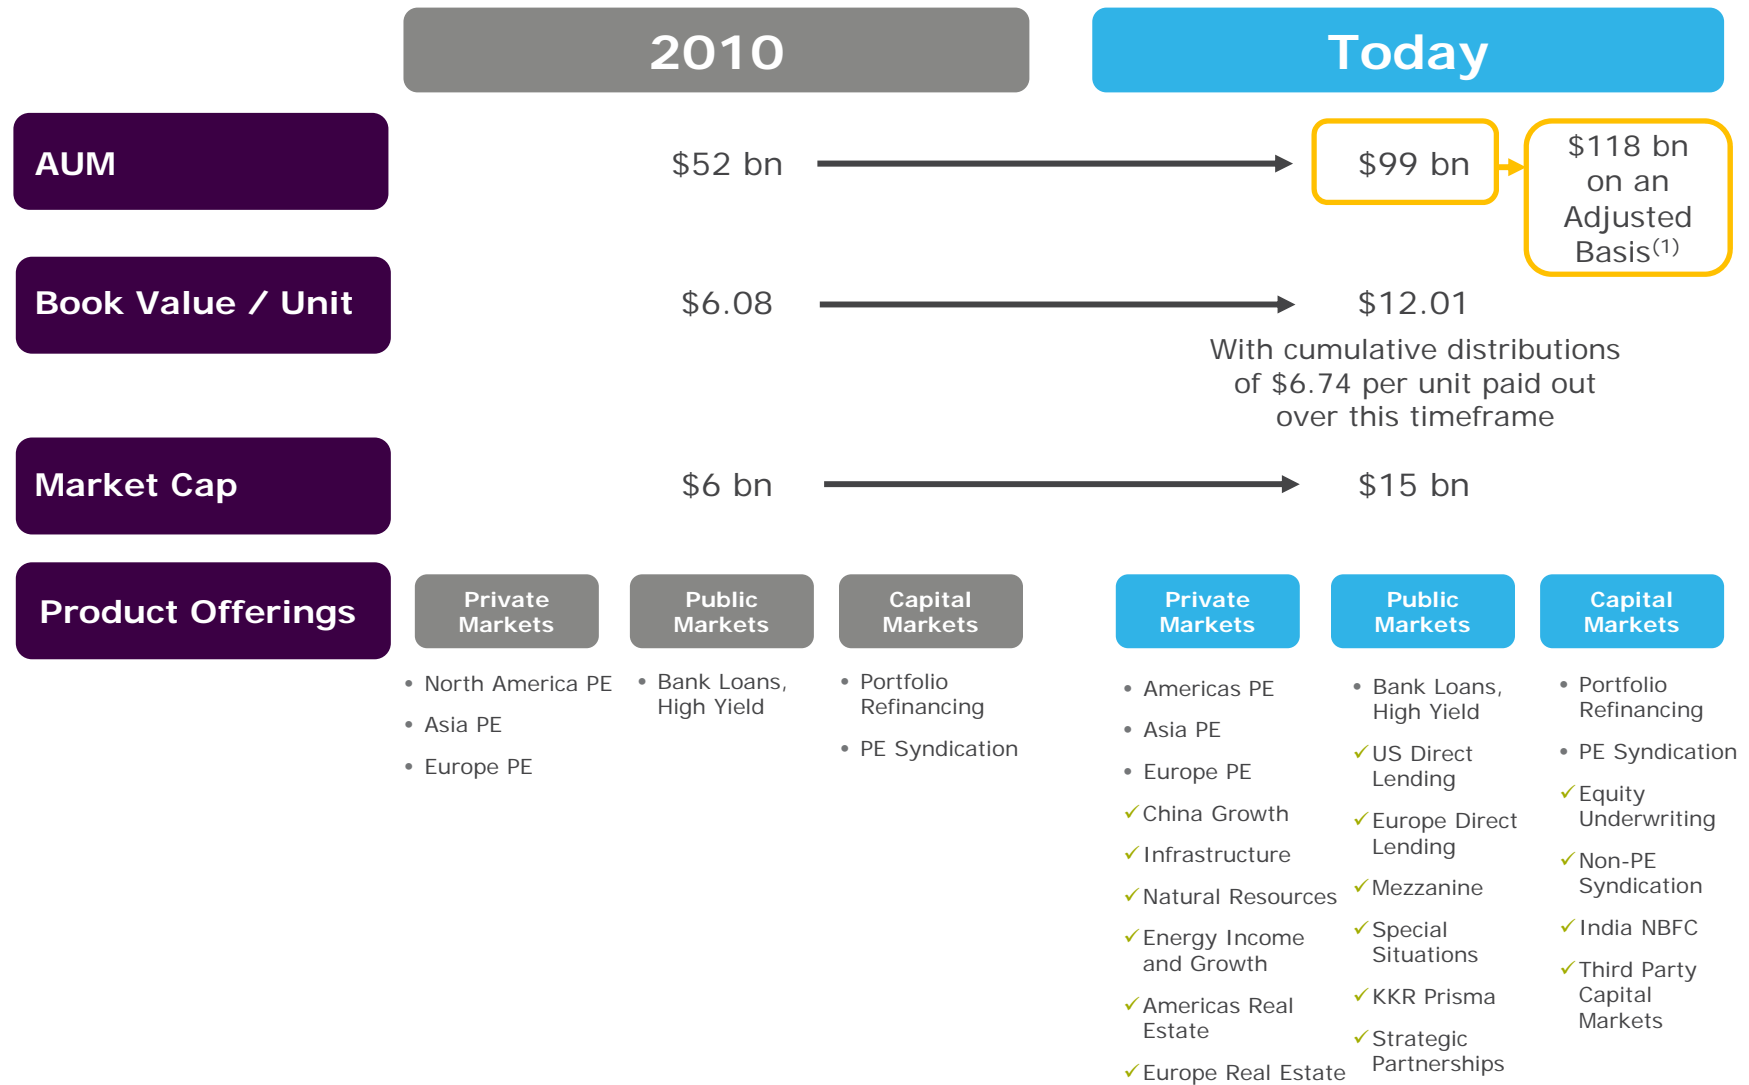 2010
Today
AUM
$52 bn
$99 bn
$118 bn
on an
Adjusted
Basis(1)
Book Value / Unit
$6.08
$12.01
With cumulative distributions
of $6.74 per unit paid out
over this timeframe
Market Cap
$6 bn
$15 bn
Product Offerings
Private
Markets
• North America PE
• Asia PE
• Europe PE
Public
Markets
• Bank Loans,
High Yield
Capital
Markets
• Portfolio
Refinancing
• PE Syndication
Private
Markets
• Americas PE
• Asia PE
• Europe PE
✓ China Growth
✓ Infrastructure
✓ Natural Resources
✓ Energy Income
and Growth
✓ Americas Real
Estate
✓ Europe Real Estate
Public
Markets
• Bank Loans,
High Yield
✓ US Direct
Lending
✓ Europe Direct
Lending
✓ Mezzanine
✓ Special
Situations
✓ KKR Prisma
✓ Strategic
Partnerships
Capital
Markets
• Portfolio
Refinancing
• PE Syndication
✓ Equity
Underwriting
✓ Non-PE
Syndication
✓ India NBFC
✓ Third Party
Capital
Markets